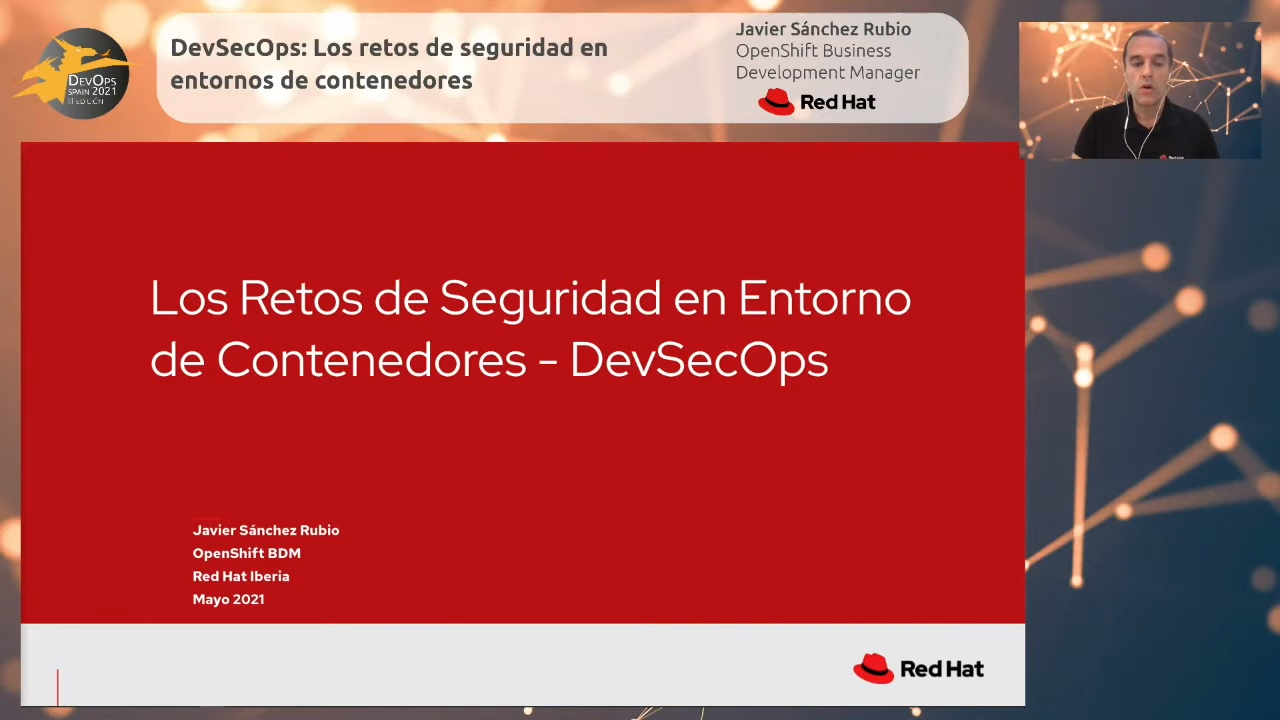 DEVOPS
SPAIN 2021
III EDICIÓN
DevSecOps: Los retos de seguridad en
entornos de contenedores
Javier Sánchez Rubio
OpenShift Business
Development Manager
Red Hat
Los Retos de Seguridad en Entorno
de Contenedores - DevSecOps
Javier Sánchez Rubio
OpenShift BDM
Red Hat Iberia
Mayo 2021
Red Hat